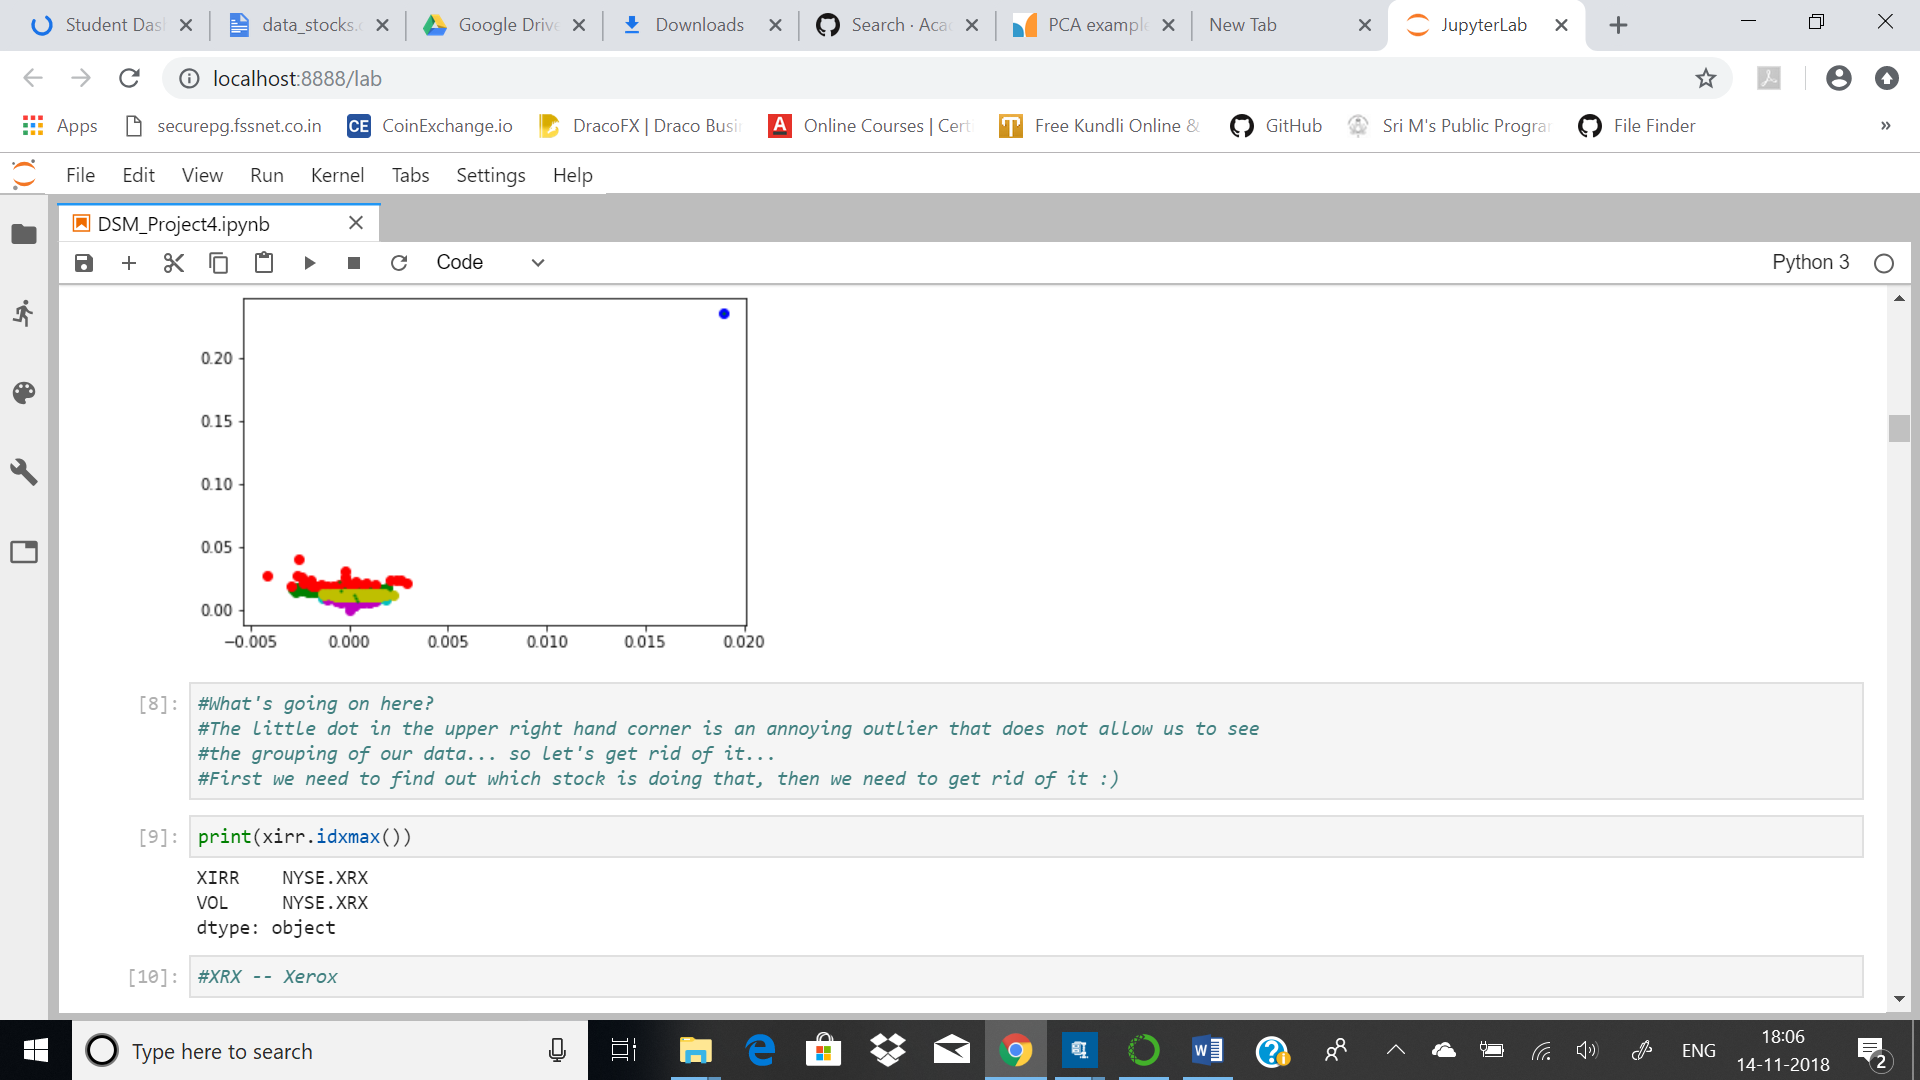 Student Das
data_stocks.c
Google Drive
Downloads
Search · Aca
PCA example
New Tab
JupyterLab
localhost:8888/lab
Apps
securepg.fssnet.co.in
CE CoinExchange.io
DracoFX | Draco Busi
A Online Courses | Cert
T Free Kundli Online &
GitHub
Sri M's Public Progra
File Finder
»
File Edit View Run Kernel Tabs Settings Help
DSM_Project4.ipynb
Code
Python 3
0.20
0.15
0.10
0.05
0.00
−0.005 0.000 0.005 0.010 0.015 0.020
[8]: #What's going on here?
#The little dot in the upper right hand corner is an annoying outlier that does not allow us to see
#the grouping of our data... so let's get rid of it...
#First we need to find out which stock is doing that, then we need to get rid of it :)
[9]: print(xirr.idxmax())
XIRR NYSE.XRX
VOL NYSE.XRX
dtype: object
[10]: #XRX -- Xerox
Type here to search
ENG
18:06
14-11-2018
2